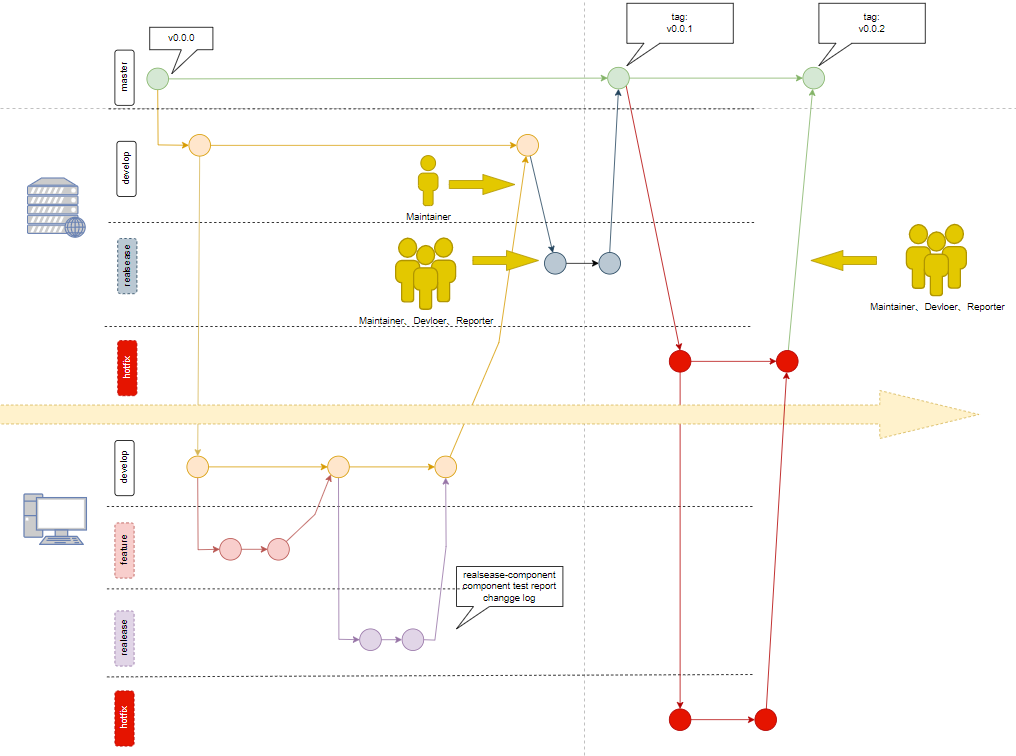 v0.0.0
tag:
v0.0.1
tag:
v0.0.2
master
develop
Maintainer
realsease
Maintainer、Devloer、Reporter
Maintainer、Devloer、Reporter
hotfix
develop
feature
realsease-component
component test report
changge log
realease
hotfix